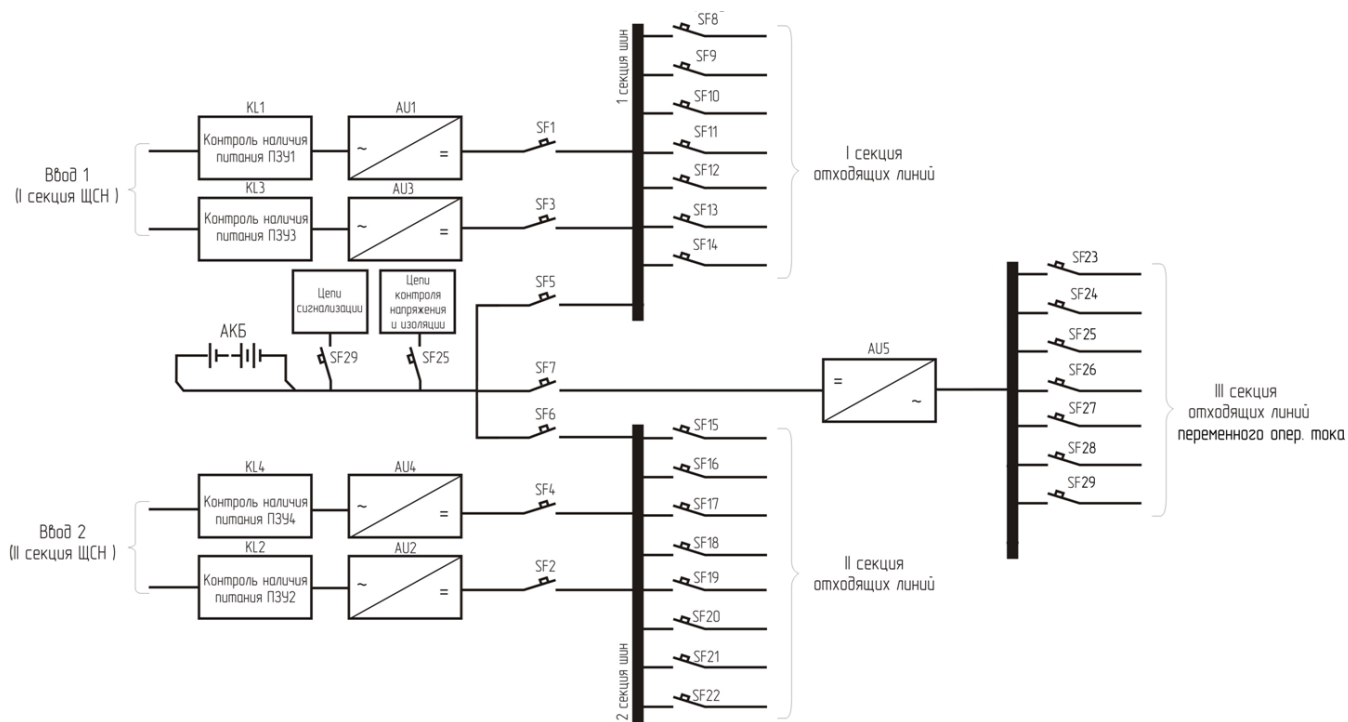 SF8
SF9
SF10
SF11
SF12
SF13
SF14
1 секция шин
I секция
отходящих линий
KL1
Контроль наличия
питания ПЗУ1
AU1
~
=
SF1
Ввод 1
(I секция ЩСН )
KL3
Контроль наличия
питания ПЗУ3
AU3
~
=
SF3
Цепи
сигнализации
Цепи
контроля
напряжения
и изоляции
SF5
АКБ
SF29
SF25
SF7
SF6
AU5
=
~
SF23
SF24
SF25
SF26
SF27
SF28
SF29
III секция
отходящих линий
переменного опер. тока
KL4
Контроль наличия
питания ПЗУ4
AU4
~
=
SF4
Ввод 2
(II секция ЩСН )
KL2
Контроль наличия
питания ПЗУ2
AU2
~
=
SF2
SF15
SF16
SF17
SF18
SF19
SF20
SF21
SF22
2 секция шин
II секция
отходящих линий